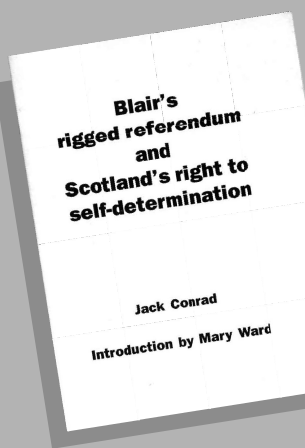 Blair's
rigged referendum
and
Scotland's right to
self-determination
Jack Conrad
Introduction by Mary Ward